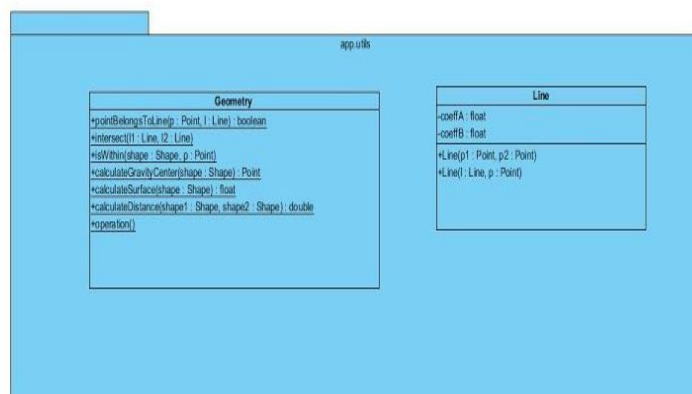 app.utils
Geometry
+pointBelongsToLine(p : Point, l : Line) : boolean
+intersect(l1 : Line, l2 : Line)
+isWithin(shape : Shape, p : Point)
+calculateGravityCenter(shape : Shape) : Point
+calculateSurface(shape : Shape) : float
+calculateDistance(shape1 : Shape, shape2 : Shape) : double
+operation()
Line
-coeffA : float
-coeffB : float
+Line(p1 : Point, p2 : Point)
+Line(l : Line, p : Point)